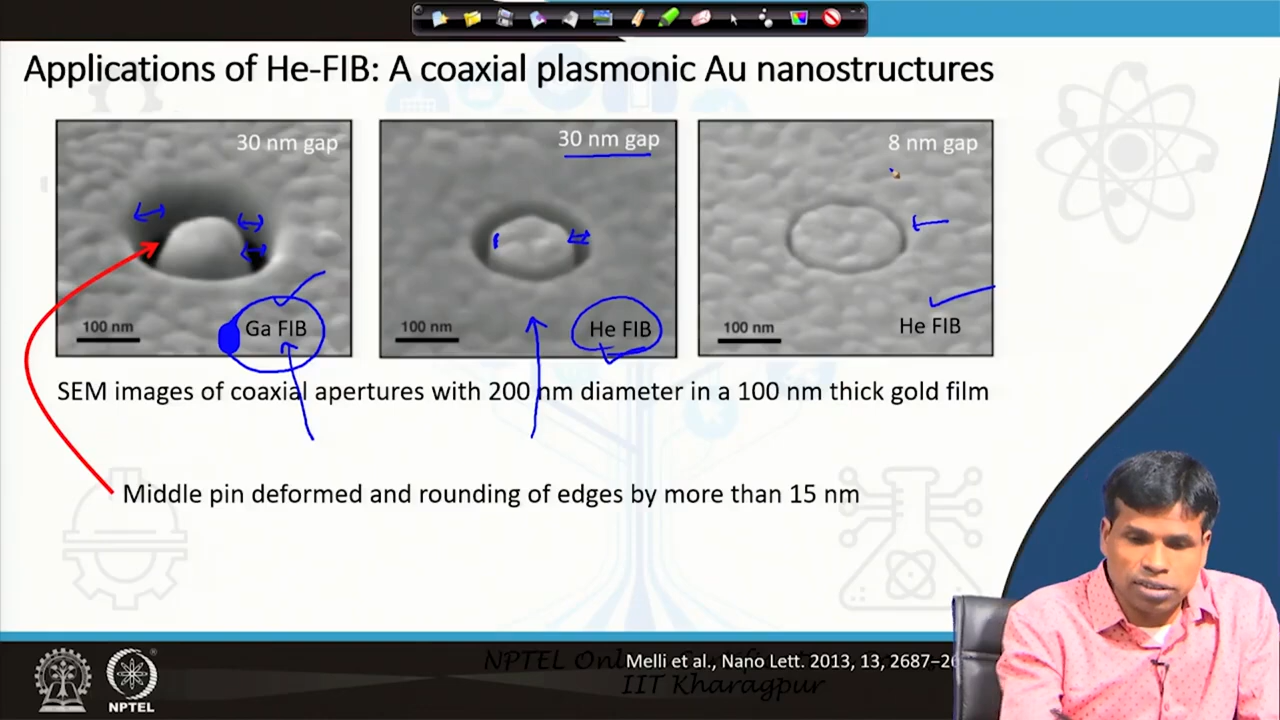 Applications of He-FIB: A coaxial plasmonic Au nanostructures
30 nm gap
100 nm
Ga FIB
30 nm gap
100 nm
He FIB
8 nm gap
100 nm
He FIB
SEM images of coaxial apertures with 200 nm diameter in a 100 nm thick gold film
Middle pin deformed and rounding of edges by more than 15 nm
NPTEL
NPTEL Onl
Melli et al., Nano Lett. 2013, 13, 2687−2
IIT Kharagpur